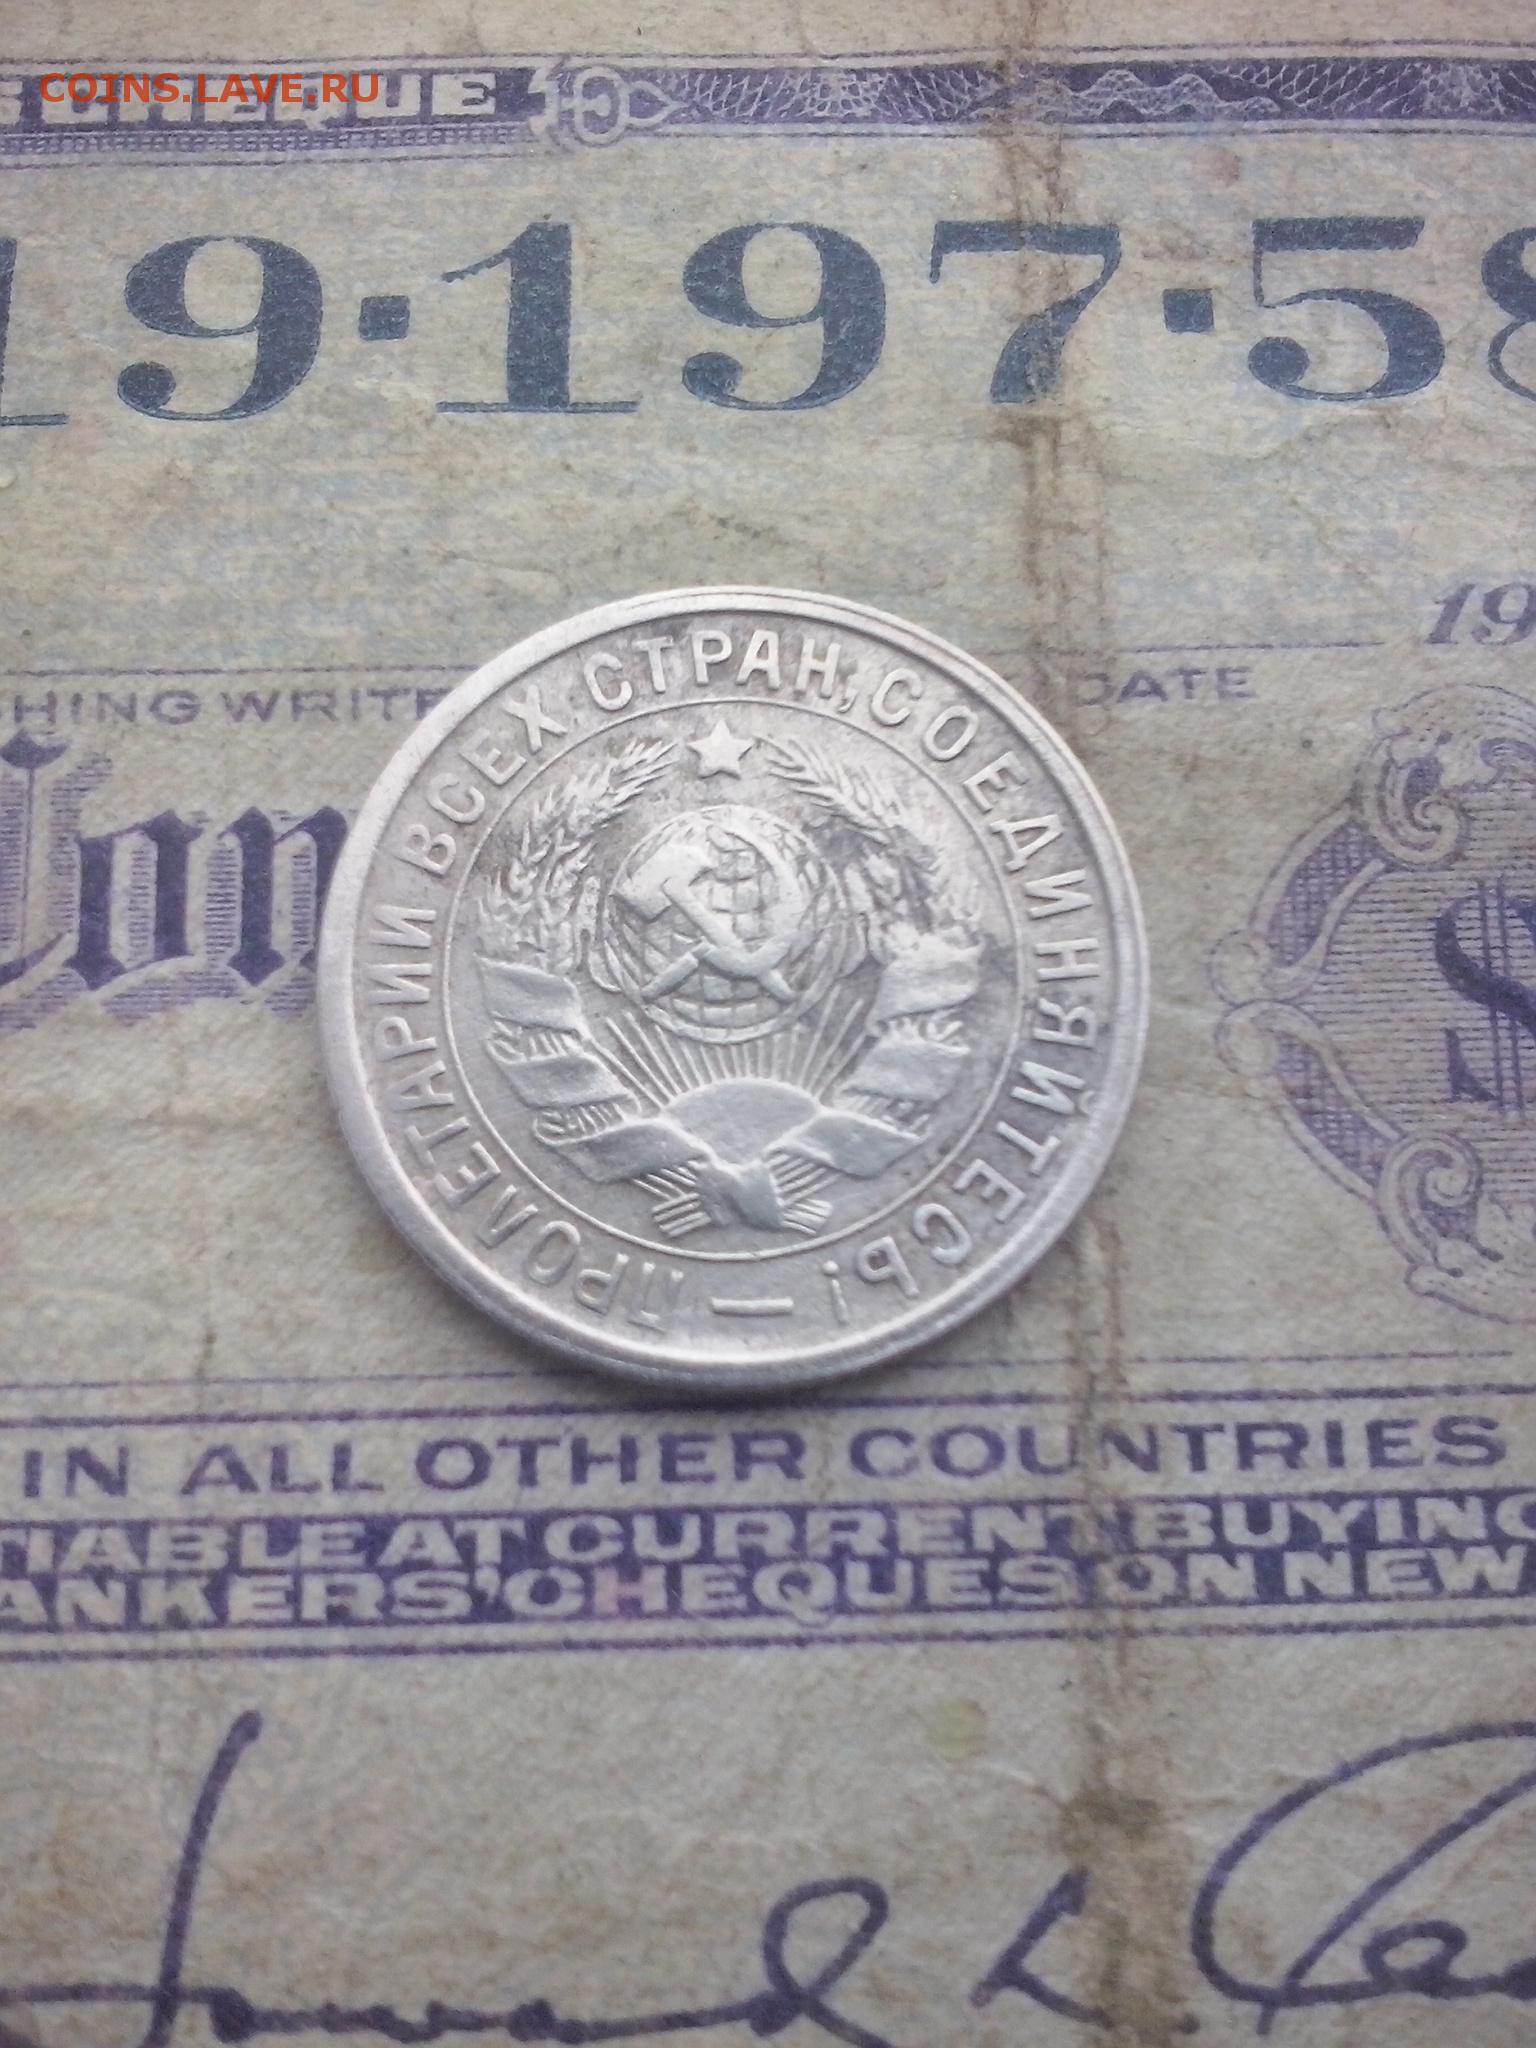 COINS.LAVE.RU
CHEQUE
19·197·58
19
HING WRITE
DATE
ПРОЛЕТАРИИ ВСЕХ СТРАН, СОЕДИНЯЙТЕСЬ! —
IN ALL OTHER COUNTRIES
TIABLE AT CURRENT BUYING
ANKERS' CHEQUES ON NEW